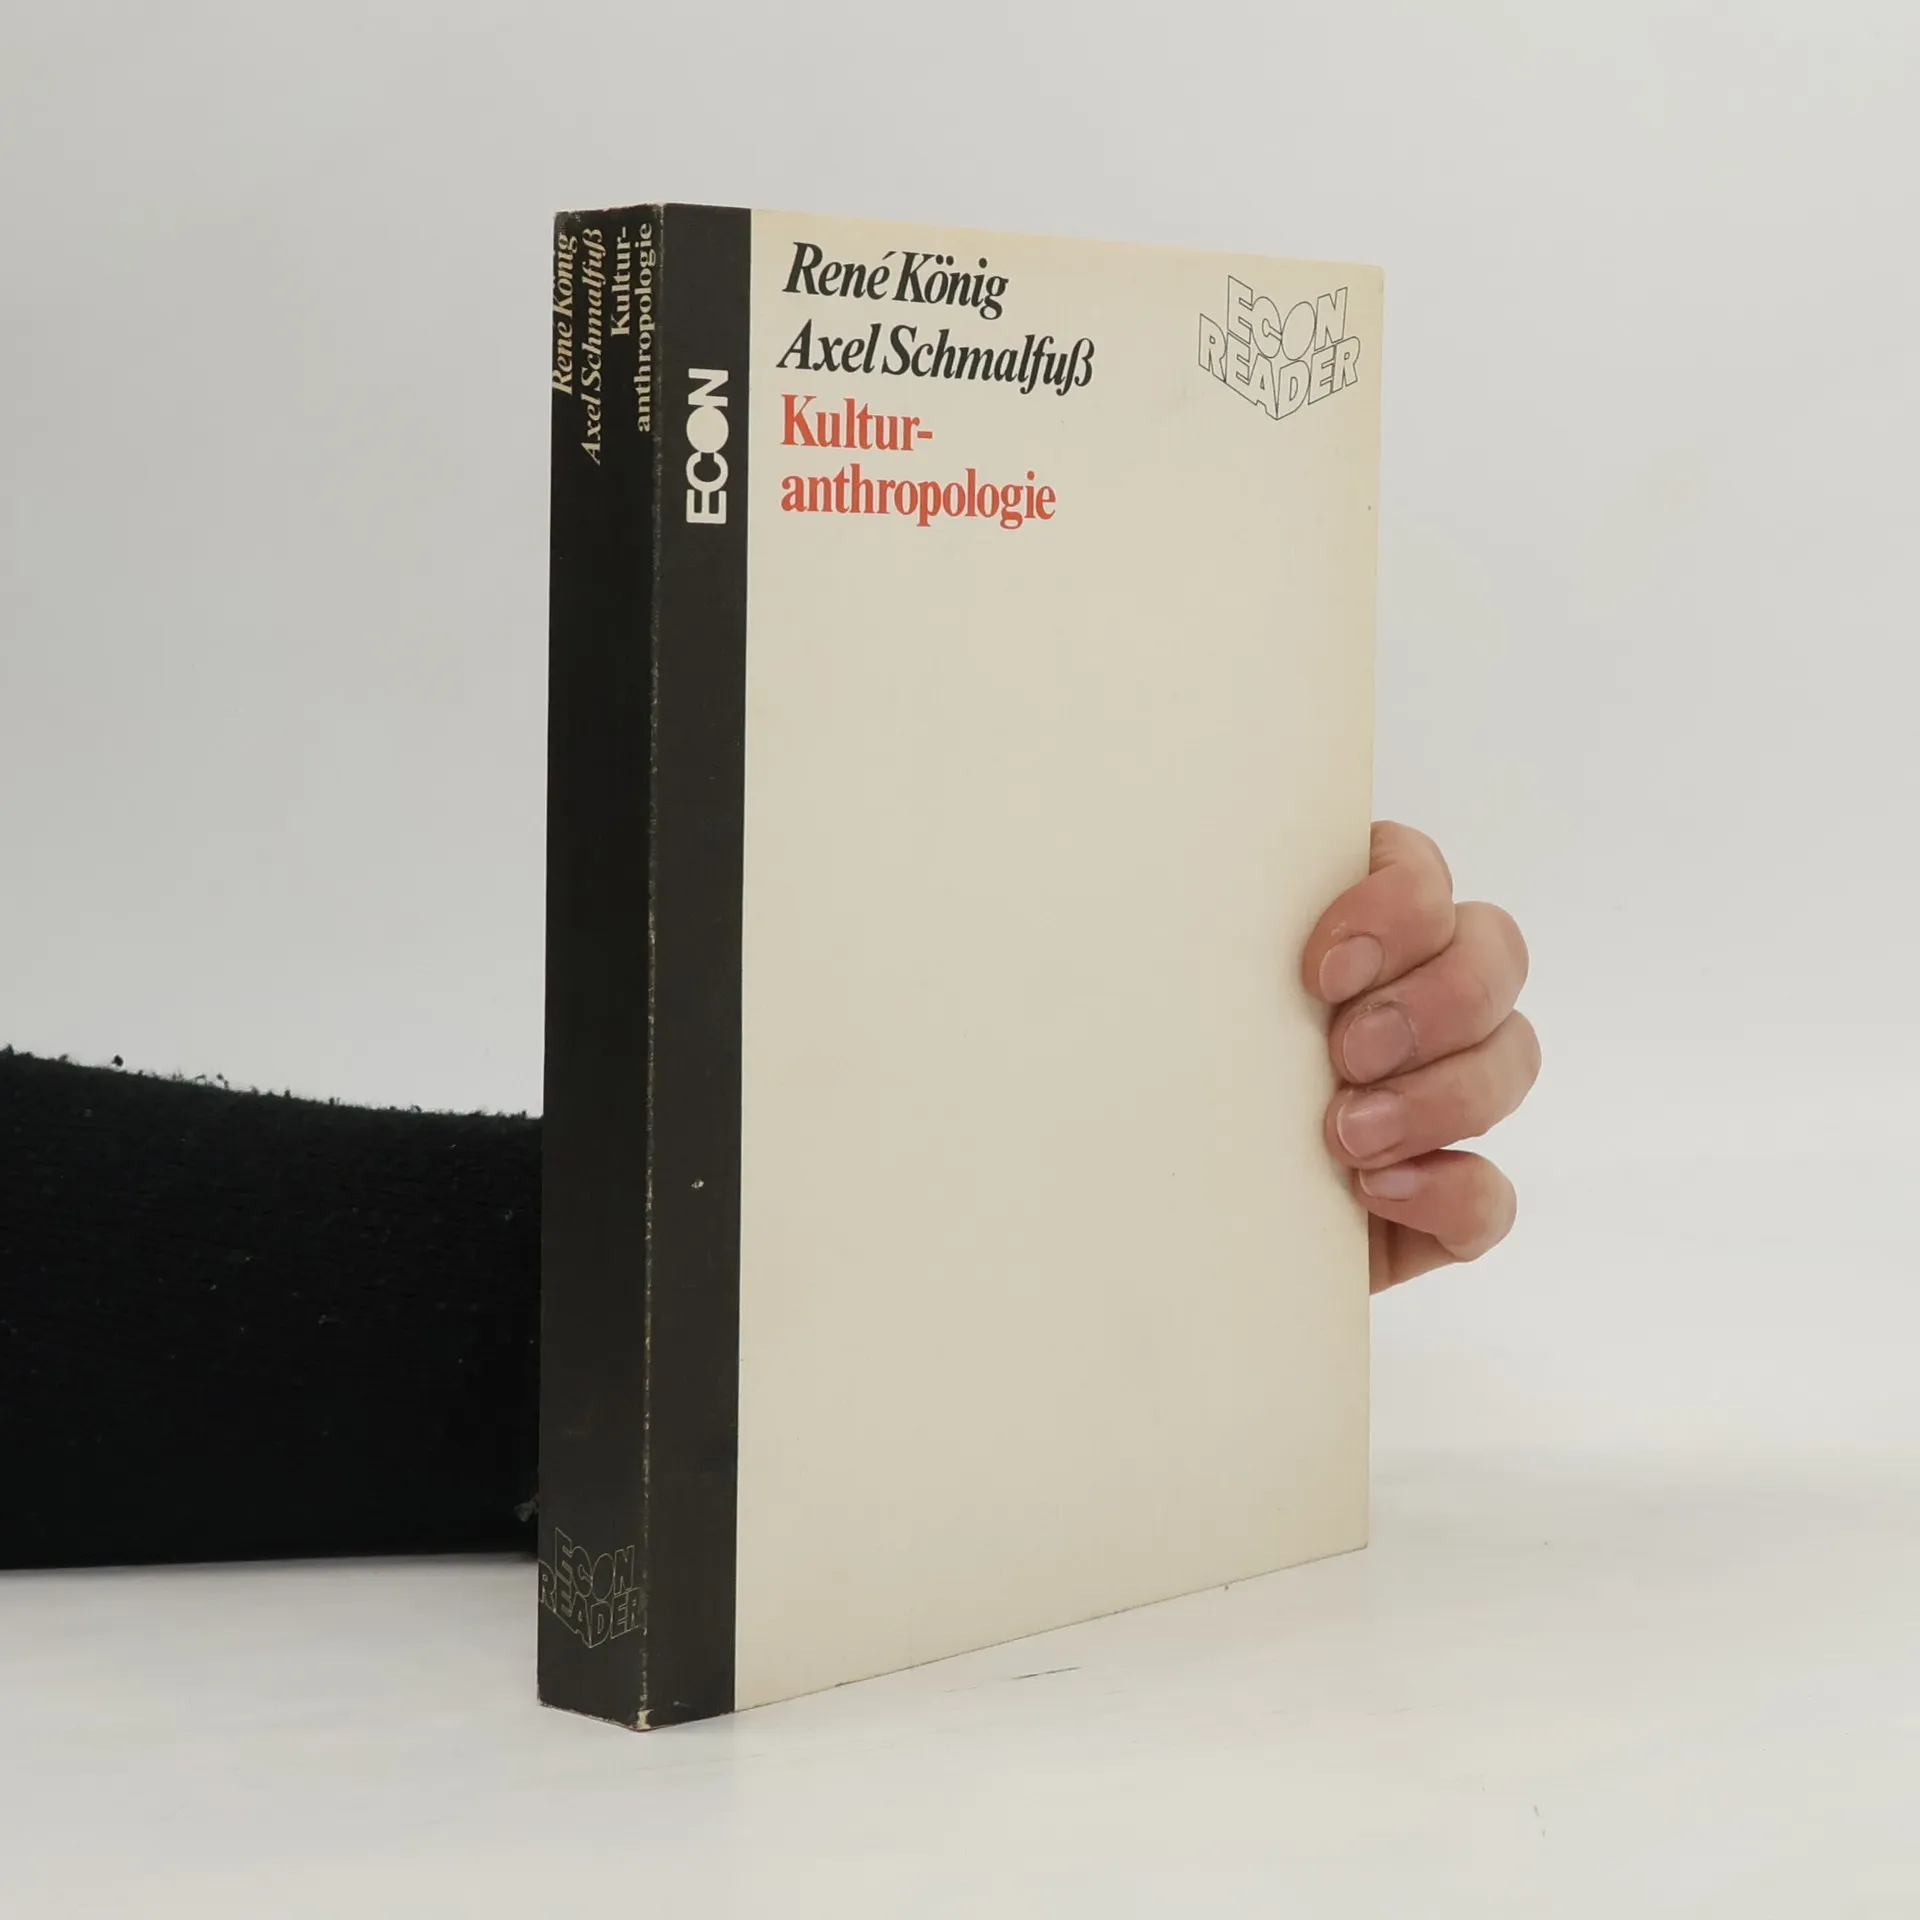 René König
Axel Schmalfuß
Kultur-
anthropologie
ECON
René König
Axel Schmalfuß
Kultur-
anthropologie
ECON
READER
ECON
READER